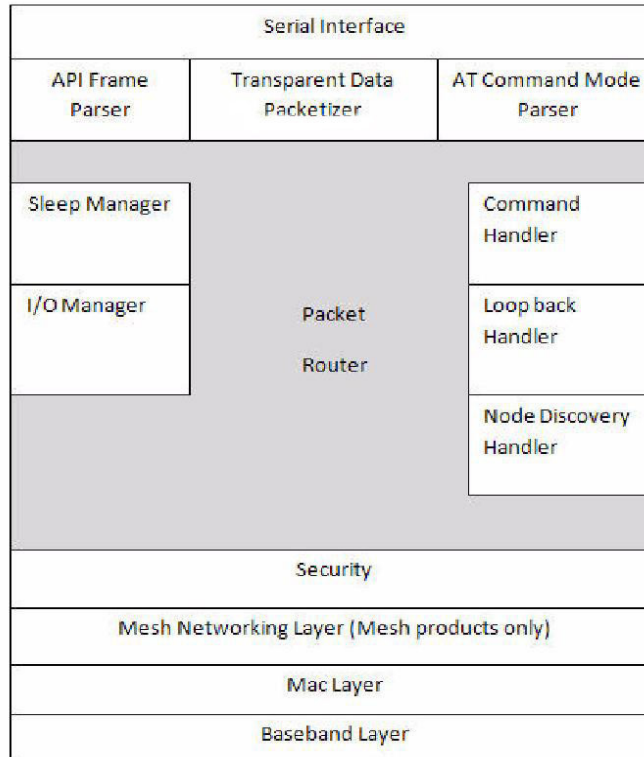 Serial Interface
API Frame
Parser
Transparent Data
Packetizer
AT Command Mode
Parser
Sleep Manager
I/O Manager
Packet
Router
Command
Handler
Loop back
Handler
Node Discovery
Handler
Security
Mesh Networking Layer (Mesh products only)
Mac Layer
Baseband Layer